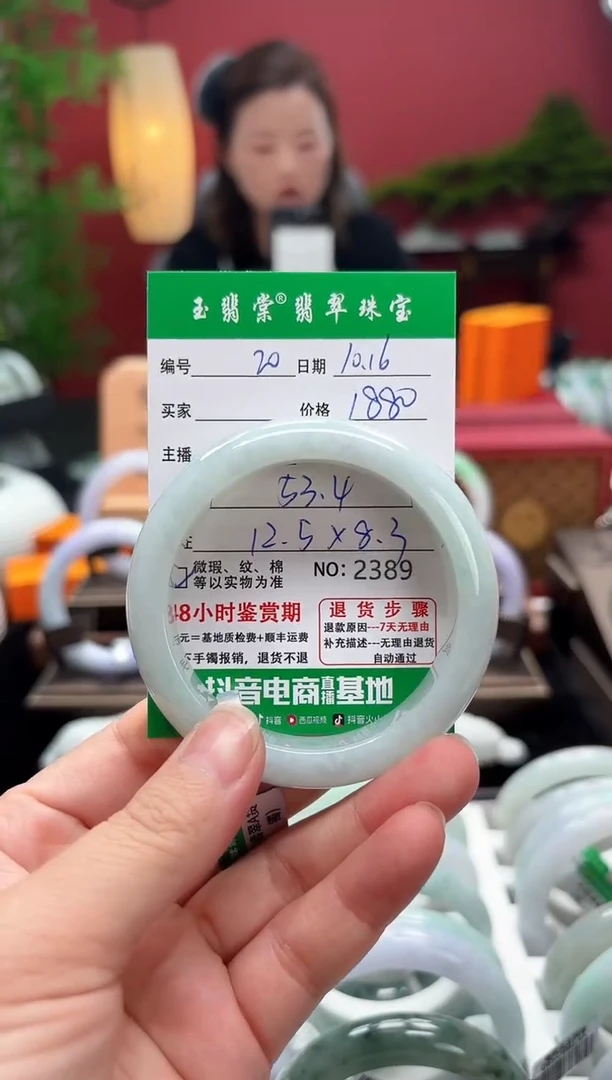 玉翡棠®翡翠珠宝
编号 20 日期 10.16
买家 价格 1880
主播
53.4
证 12.5×8.3
微瑕、纹、棉
等以实物为准
NO: 2389
48小时鉴赏期
元=基地质检费+顺丰运费
手镯报销，退货不退
退货步骤
退款原因---7天无理由
补充描述---无理由退货
自动通过
抖音电商直播基地
抖音 西瓜视频 抖音火山